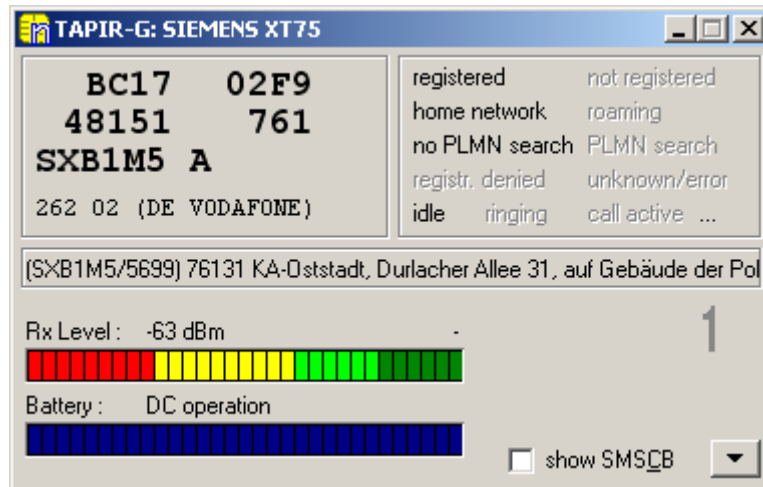 TAPIR-G: SIEMENS XT75
BC17 02F9
48151 761
SXB1M5 A
262 02 (DE VODAFONE)
registered not registered
home network roaming
no PLMN search PLMN search
registr. denied unknown/error
idle ringing call active ...
(SXB1M5/5699) 76131 KA-Oststadt, Durlacher Allee 31, auf Gebäude der Pol
Rx Level : -63 dBm -
1
Battery : DC operation
show SMSCB